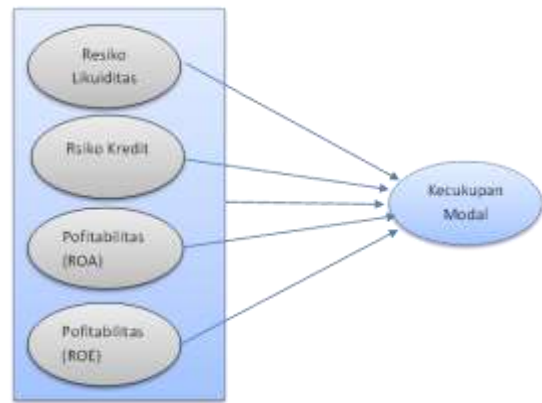 Resiko
Likuiditas
Rsiko Kredit
Pofitabilitas
(ROA)
Pofitabilitas
(ROE)
Kecukupan
Modal